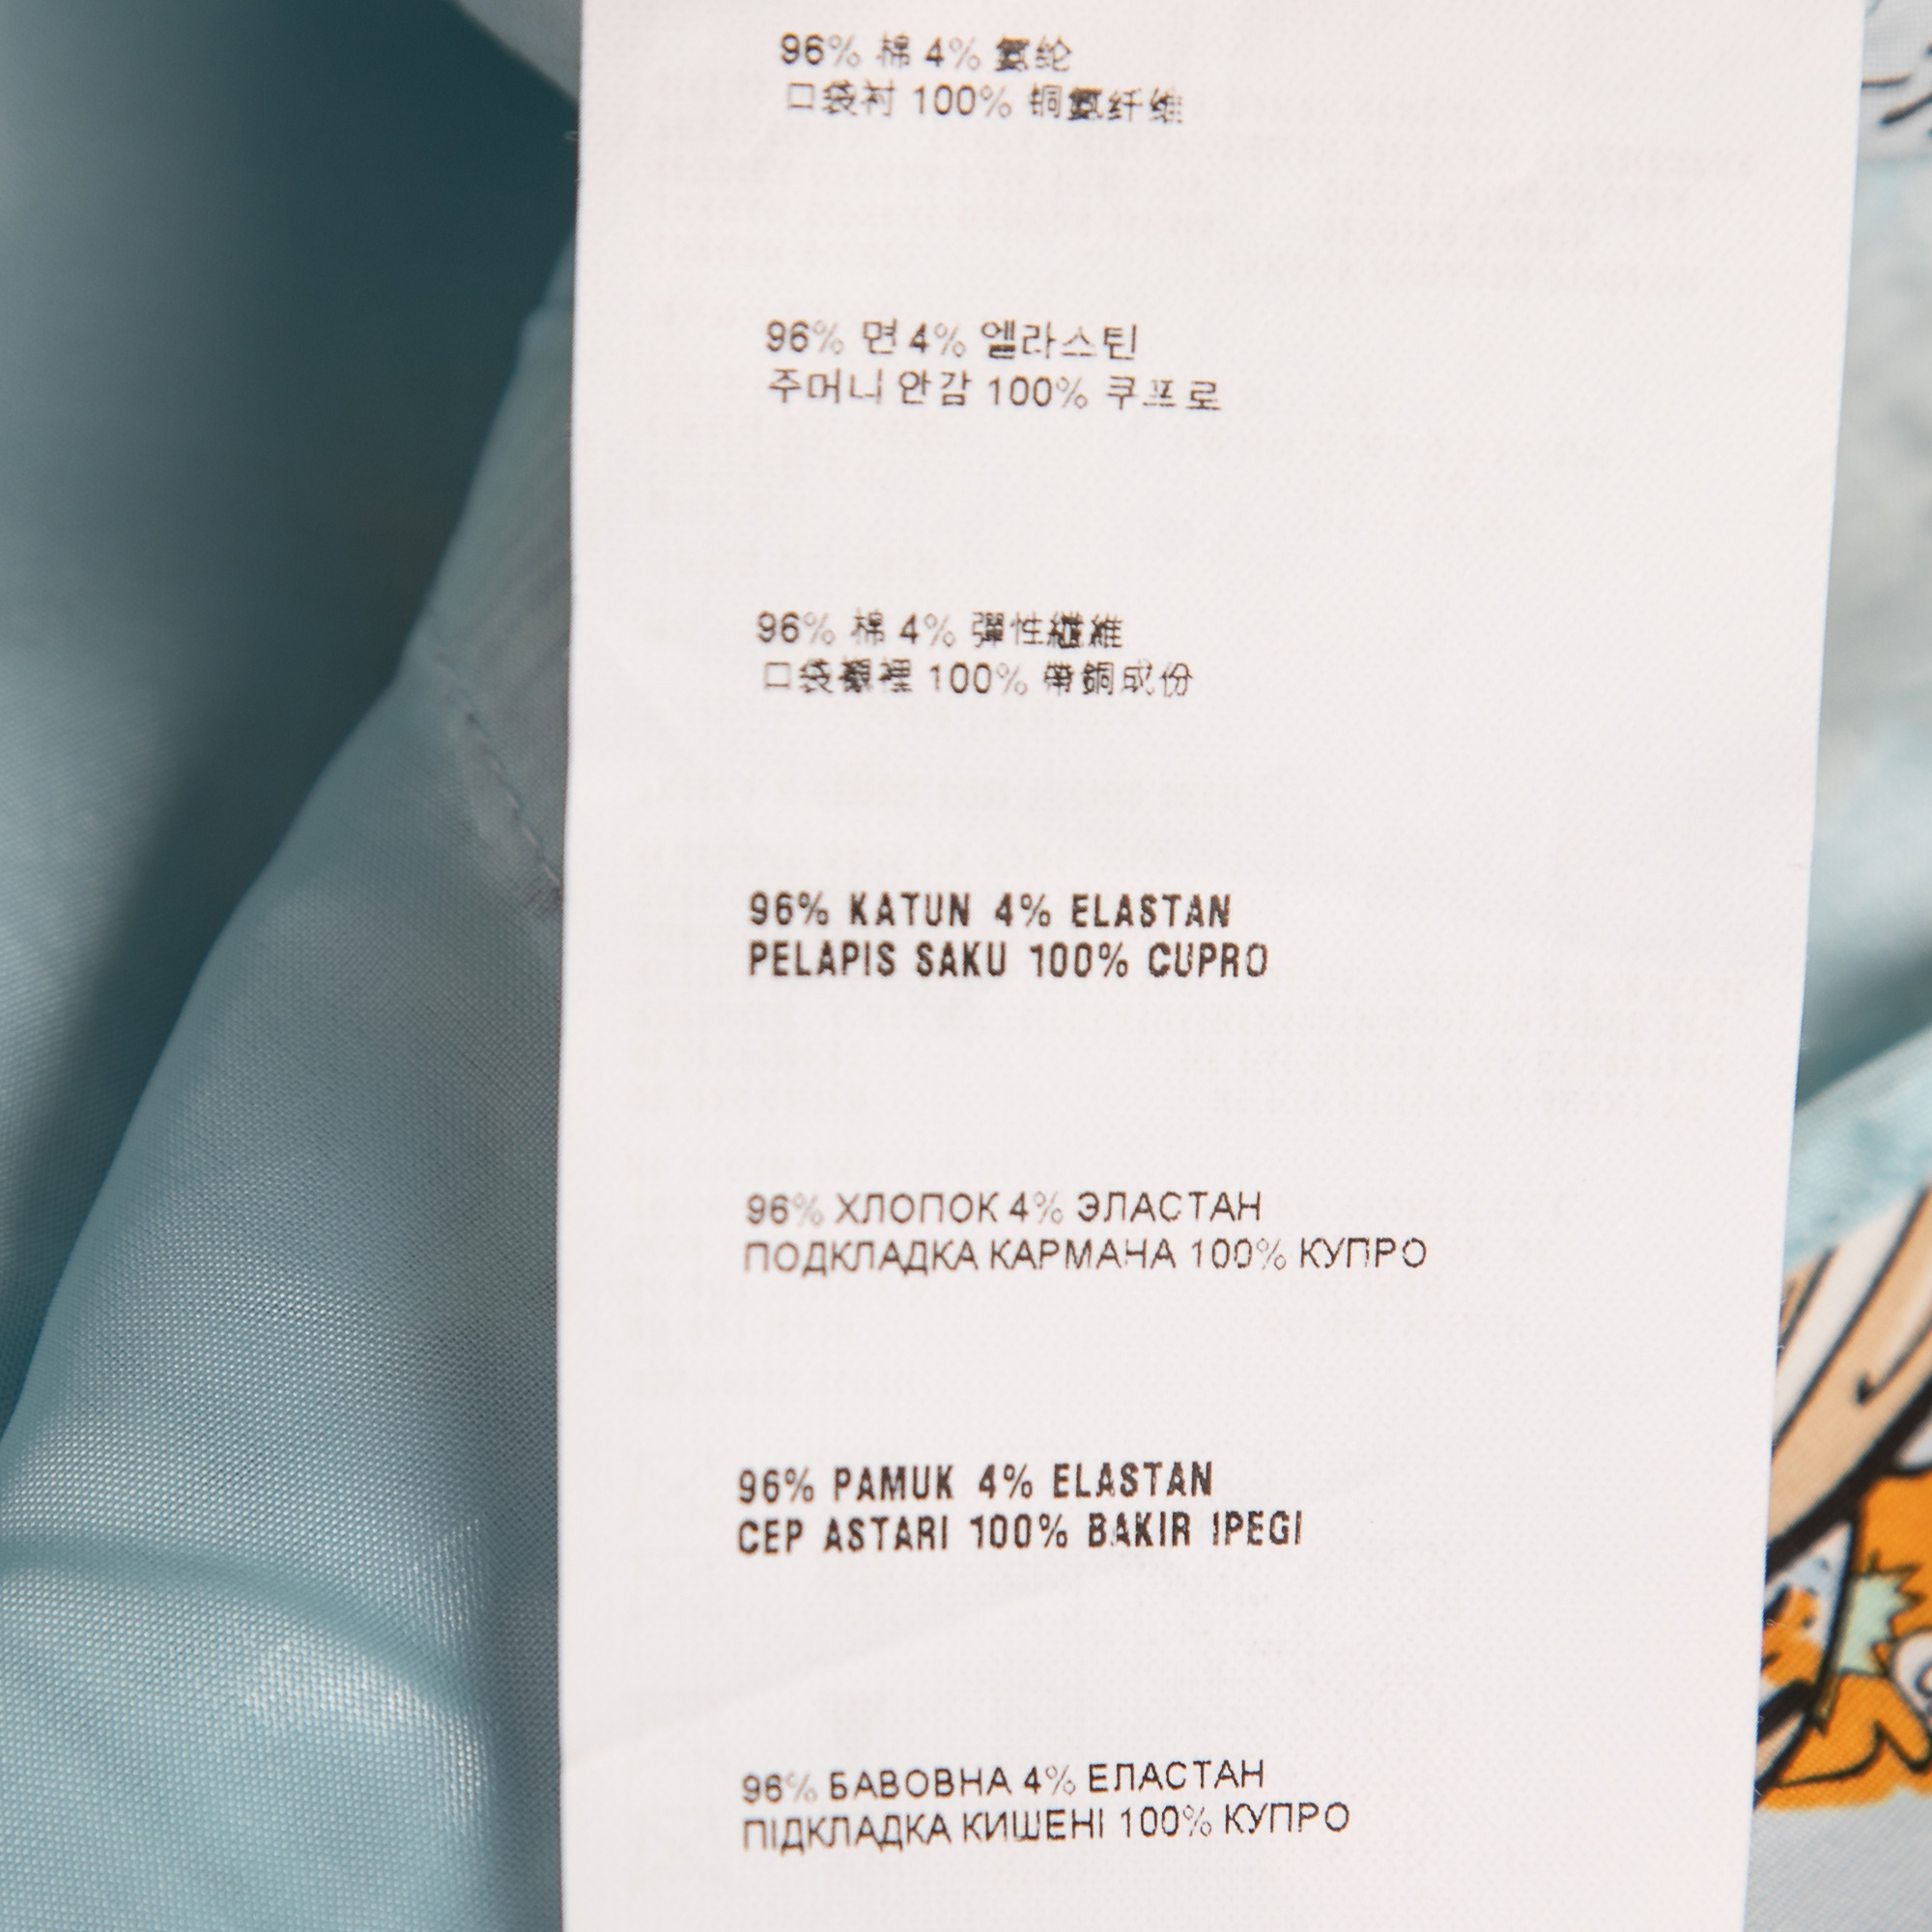 96% 棉 4% 氨纶
口袋衬 100% 铜氨纤维
96% 면 4% 엘라스틴
주머니 안감 100% 쿠프로
96% 棉 4% 彈性纖維
口袋襯裡 100% 帶銅成份
96% KATUN 4% ELASTAN
PELAPIS SAKU 100% CUPRO
96% ХЛОПОК 4% ЭЛАСТАН
ПОДКЛАДКА КАРМАНА 100% КУПРО
96% PAMUK 4% ELASTAN
CEP ASTARI 100% BAKIR IPEGI
96% БАВОВНА 4% ЕЛАСТАН
ПІДКЛАДКА КИШЕНІ 100% КУПРО